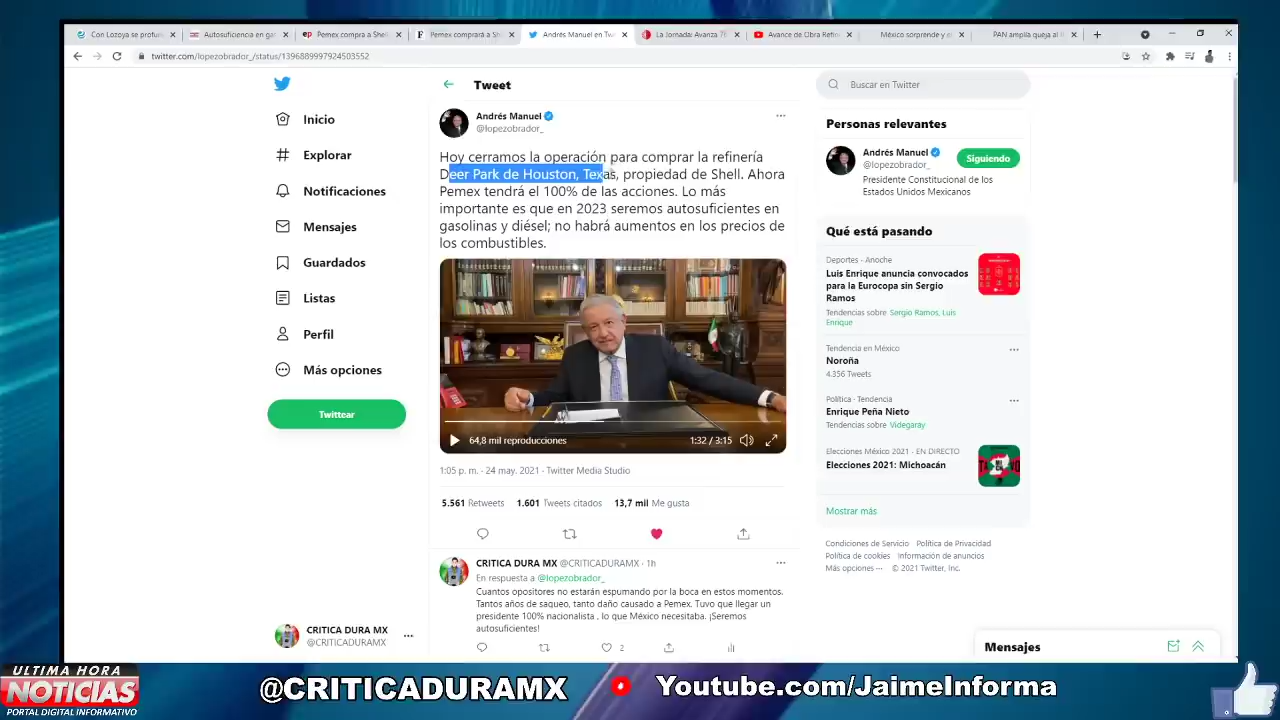 Con Lozoya se profun
Autosuficiencia en ga
Pemex compra a Shell
Pemex comprará a Sh
Andrés Manuel en Tw
La Jornada: Avanza 7
Avance de Obra Refin
México sorprende y e
PAN amplía queja al I
twitter.com/lopezobrador_/status/1396889997924503552
Inicio
Explorar
Notificaciones
Mensajes
Guardados
Listas
Perfil
Más opciones
Twittear
CRITICA DURA MX
@CRITICADURAMX
Tweet
Andrés Manuel
@lopezobrador_
Hoy cerramos la operación para comprar la refinería
Deer Park de Houston, Texas, propiedad de Shell. Ahora
Pemex tendrá el 100% de las acciones. Lo más
importante es que en 2023 seremos autosuficientes en
gasolinas y diésel; no habrá aumentos en los precios de
los combustibles.
64,8 mil reproducciones
1:32 / 3:15
1:05 p. m. · 24 may. 2021 · Twitter Media Studio
5.561 Retweets 1.601 Tweets citados 13,7 mil Me gusta
CRITICA DURA MX @CRITICADURAMX · 1h
En respuesta a @lopezobrador_
Cuantos opositores no estarán espumando por la boca en estos momentos.
Tantos años de saqueo, tanto daño causado a Pemex. Tuvo que llegar un
presidente 100% nacionalista , lo que México necesitaba. ¡Seremos
autosuficientes!
2
Buscar en Twitter
Personas relevantes
Andrés Manuel
@lopezobrador_
Siguiendo
Presidente Constitucional de los
Estados Unidos Mexicanos
Qué está pasando
Deportes · Anoche
Luis Enrique anuncia convocados
para la Eurocopa sin Sergio
Ramos
Tendencias sobre Sergio Ramos, Luis
Enrique
Tendencia en México
Noroña
4.356 Tweets
Política · Tendencia
Enrique Peña Nieto
Tendencias sobre Videgaray
Elecciones México 2021 · EN DIRECTO
Elecciones 2021: Michoacán
Mostrar más
Condiciones de Servicio Política de Privacidad
Política de cookies Información de anuncios
Más opciones ··· © 2021 Twitter, Inc.
Mensajes
ULTIMA HORA
NOTICIAS
PORTAL DIGITAL INFORMATIVO
@CRITICADURAMX
Youtube.com/JaimeInforma